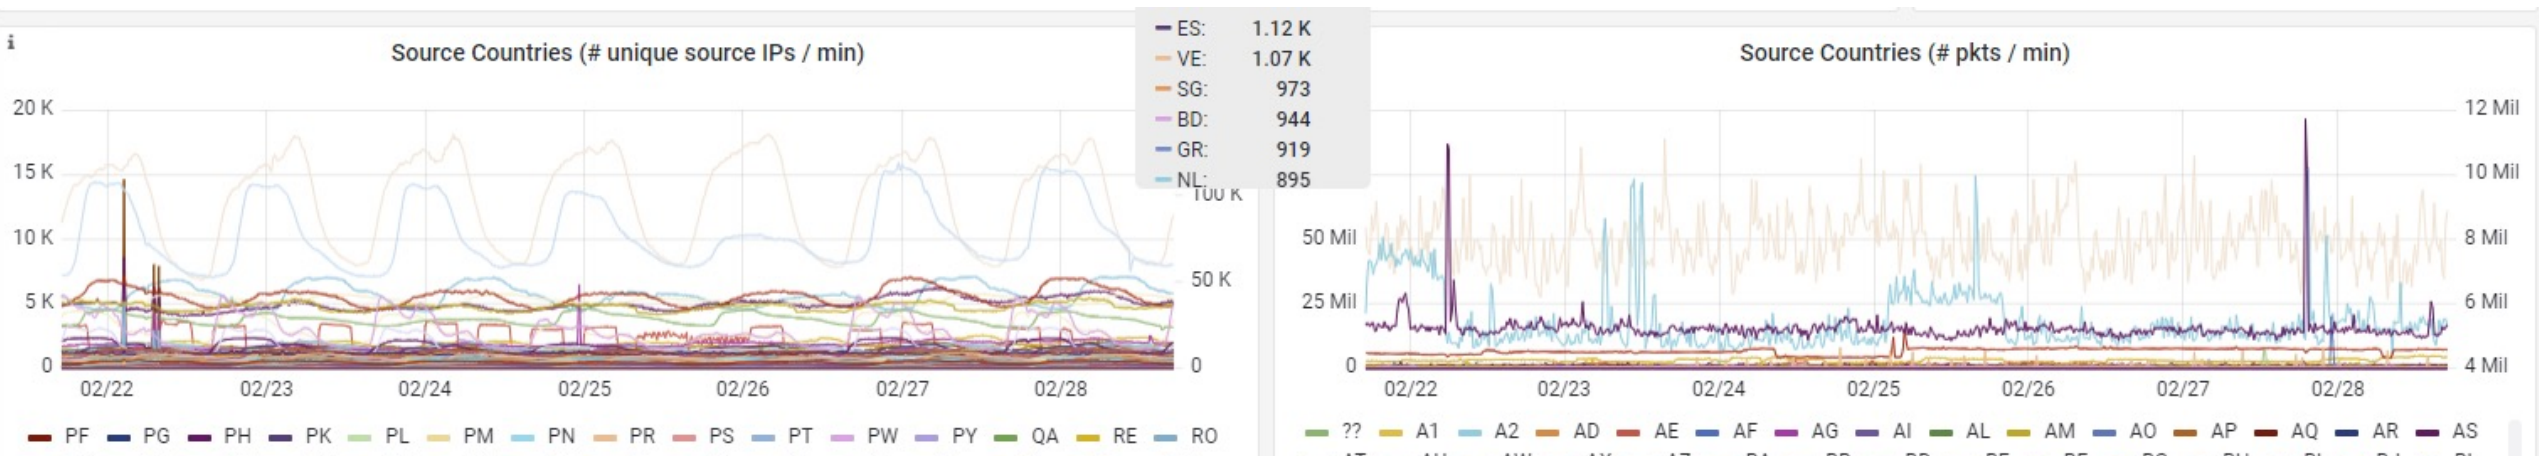 i
Source Countries (# unique source IPs / min)
20 K
15 K
10 K
5 K
0
100 K
50 K
0
02/22 02/23 02/24 02/25 02/26 02/27 02/28
PF PG PH PK PL PM PN PR PS PT PW PY QA RE RO
ES: 1.12 K
VE: 1.07 K
SG: 973
BD: 944
GR: 919
NL: 895
Source Countries (# pkts / min)
50 Mil
25 Mil
0
12 Mil
10 Mil
8 Mil
6 Mil
4 Mil
02/22 02/23 02/24 02/25 02/26 02/27 02/28
?? A1 A2 AD AE AF AG AI AL AM AO AP AQ AR AS